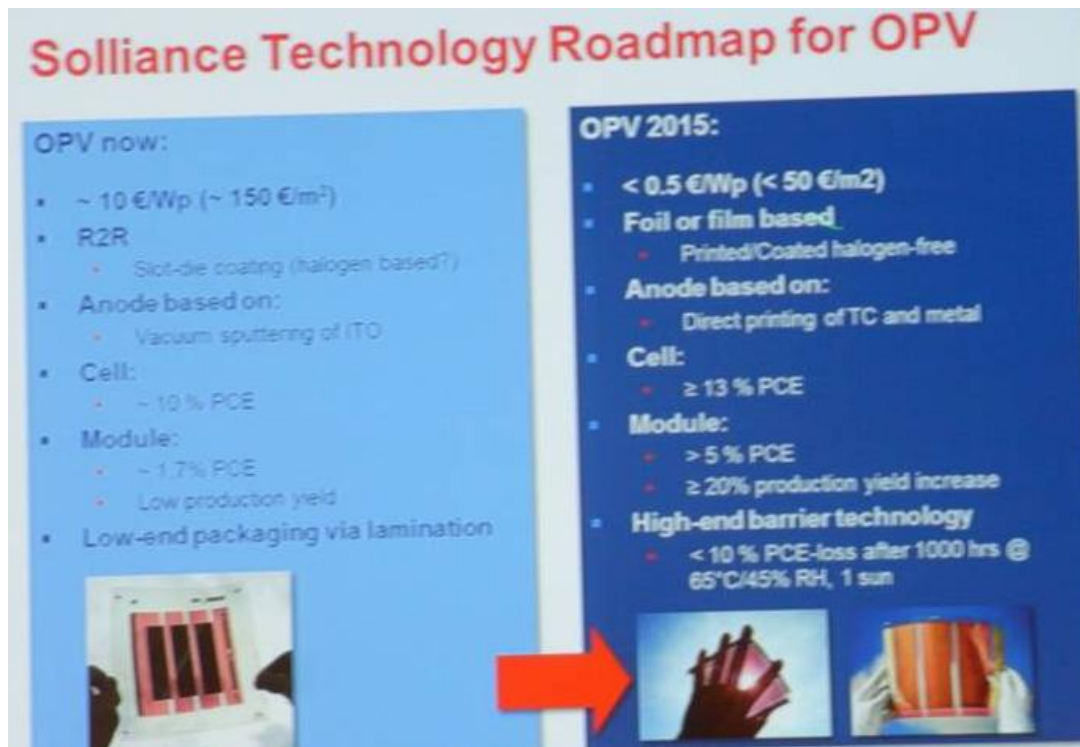 Solliance Technology Roadmap for OPV
OPV now:
~ 10 €/Wp (~ 150 €/m²)
R2R
Slot-die coating (halogen based?)
Anode based on:
Vacuum sputtering of ITO
Cell:
~ 10 % PCE
Module:
~ 1.7% PCE
Low production yield
Low-end packaging via lamination
OPV 2015:
< 0.5 €/Wp (< 50 €/m2)
Foil or film based
Printed/Coated halogen-free
Anode based on:
Direct printing of TC and metal
Cell:
≥ 13 % PCE
Module:
> 5 % PCE
≥ 20% production yield increase
High-end barrier technology
< 10 % PCE-loss after 1000 hrs @
65°C/45% RH, 1 sun